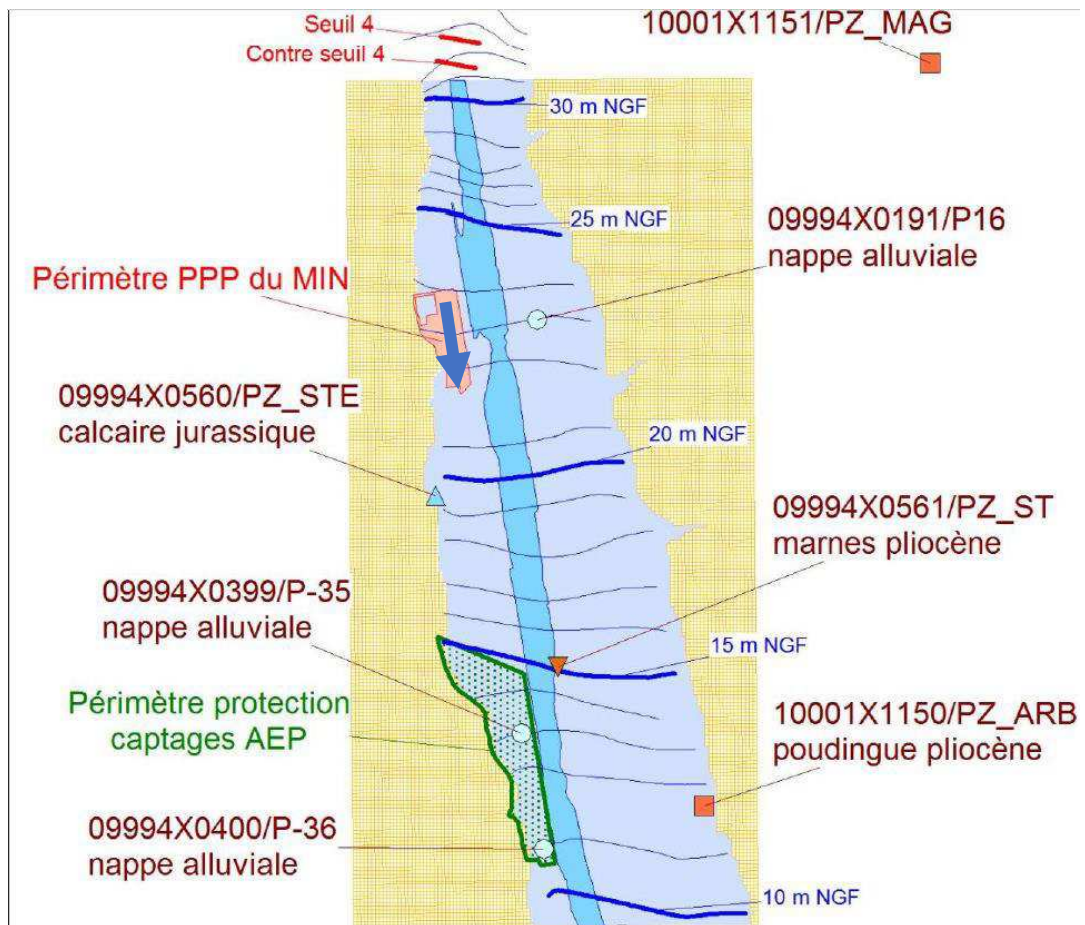 Seuil 4
Contre seuil 4
10001X1151/PZ_MAG
30 m NGF
25 m NGF
09994X0191/P16
nappe alluviale
Périmètre PPP du MIN
09994X0560/PZ_STE
calcaire jurassique
20 m NGF
09994X0561/PZ_ST
marnes pliocène
09994X0399/P-35
nappe alluviale
15 m NGF
Périmètre protection
captages AEP
10001X1150/PZ_ARB
poudingue pliocène
09994X0400/P-36
nappe alluviale
10 m NGF